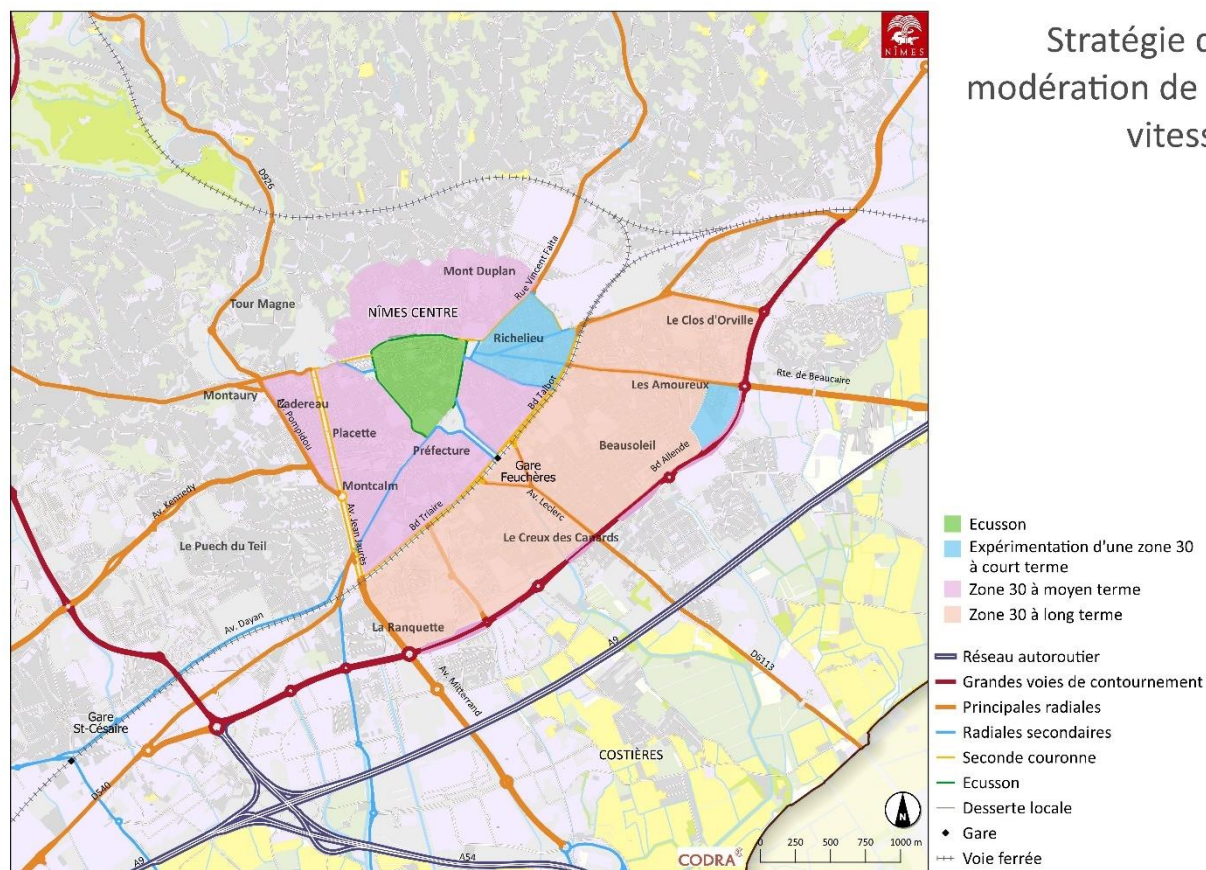 Stratégie d
modération de
vitess
NÎMES
D926
Mont Duplan
Rue Vincent Faïta
Tour Magne
NÎMES CENTRE
Richelieu
Le Clos d'Orville
Rte. de Beaucaire
Les Amoureux
Montaury
Cadereau
Pompidou
Placette
Bd Talbot
Beausoleil
Préfecture
Gare
Feuchères
Bd Allende
Montcalm
Av. Kennedy
Av. Jean Jaurès
Bd Triaire
Av. Leclerc
Le Creux des Canards
Le Puech du Teil
Av. Dayan
La Ranquette
A9
D6113
Av. Mitterrand
Gare
St-Césaire
COSTIÈRES
D540
A9
A54
N
CODRA
0 250 500 750 1000 m
Ecusson
Expérimentation d'une zone 30
à court terme
Zone 30 à moyen terme
Zone 30 à long terme
Réseau autoroutier
Grandes voies de contournement
Principales radiales
Radiales secondaires
Seconde couronne
Ecusson
Desserte locale
Gare
Voie ferrée